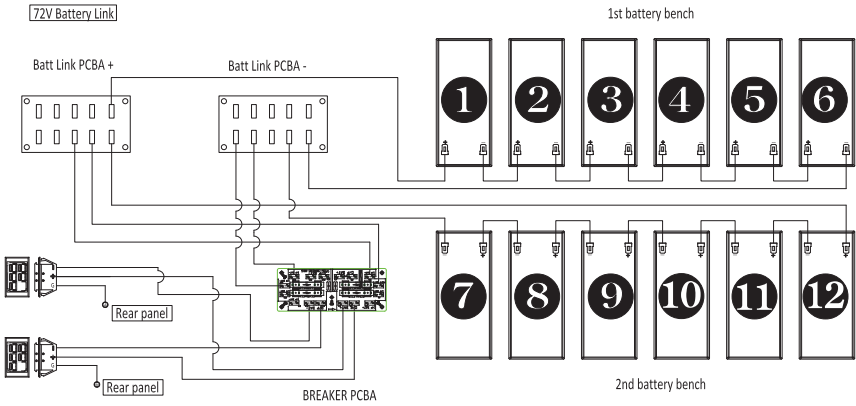 72V Battery Link
1st battery bench
Batt Link PCBA +
Batt Link PCBA -
1 2 3 4 5 6
7 8 9 10 11 12
Rear panel
Rear panel
BREAKER PCBA
2nd battery bench